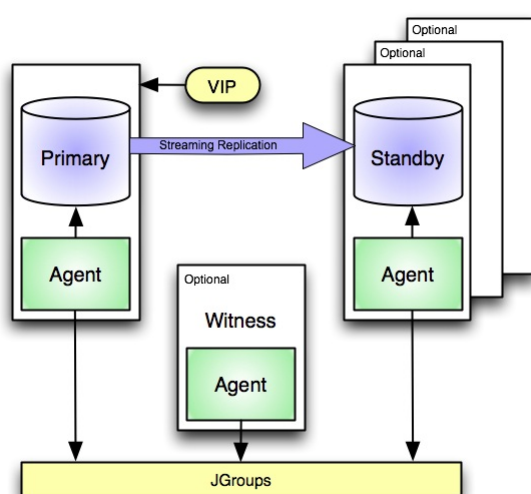 Optional
Optional
VIP
Streaming Replication
Primary
Standby
Agent
Agent
Optional
Witness
Agent
JGroups